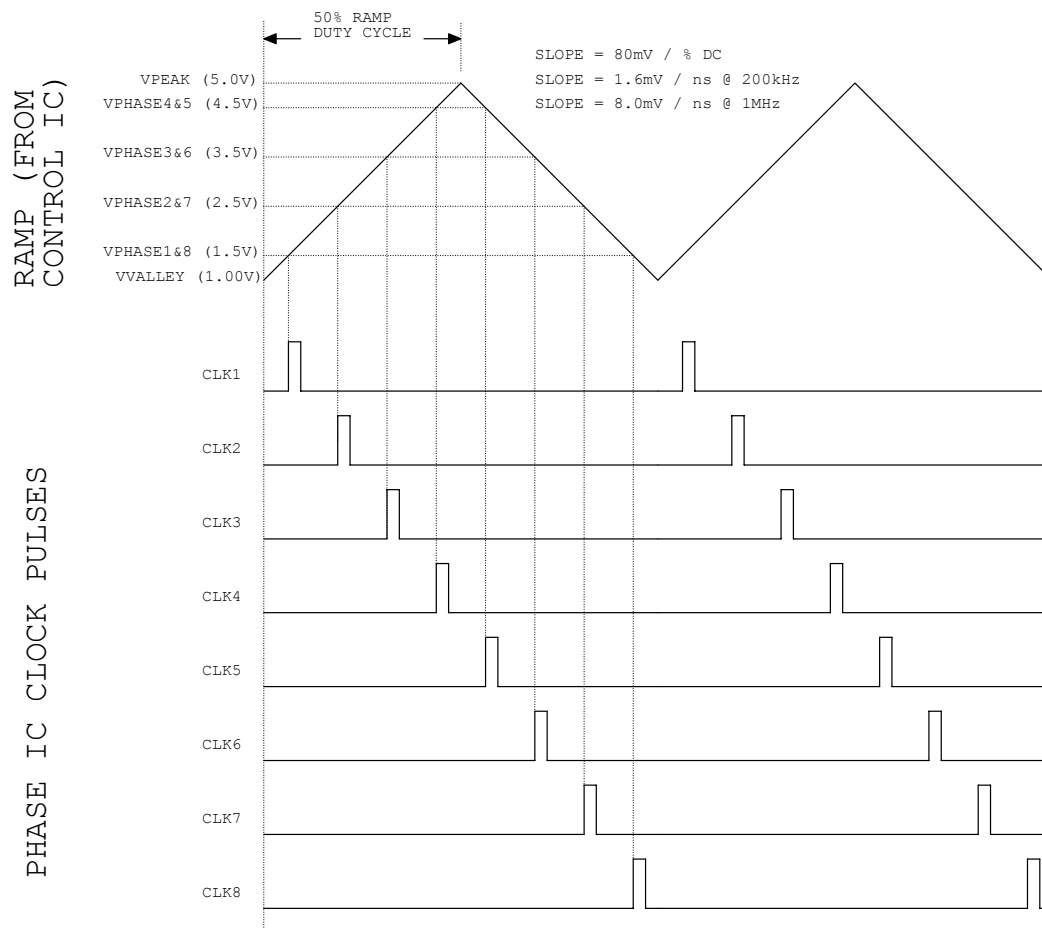 50% RAMP
DUTY CYCLE
SLOPE = 80mV / % DC
SLOPE = 1.6mV / ns @ 200kHz
SLOPE = 8.0mV / ns @ 1MHz
RAMP (FROM
CONTROL IC)
VPEAK (5.0V)
VPHASE4&5 (4.5V)
VPHASE3&6 (3.5V)
VPHASE2&7 (2.5V)
VPHASE1&8 (1.5V)
VVALLEY (1.00V)
PHASE IC CLOCK PULSES
CLK1
CLK2
CLK3
CLK4
CLK5
CLK6
CLK7
CLK8